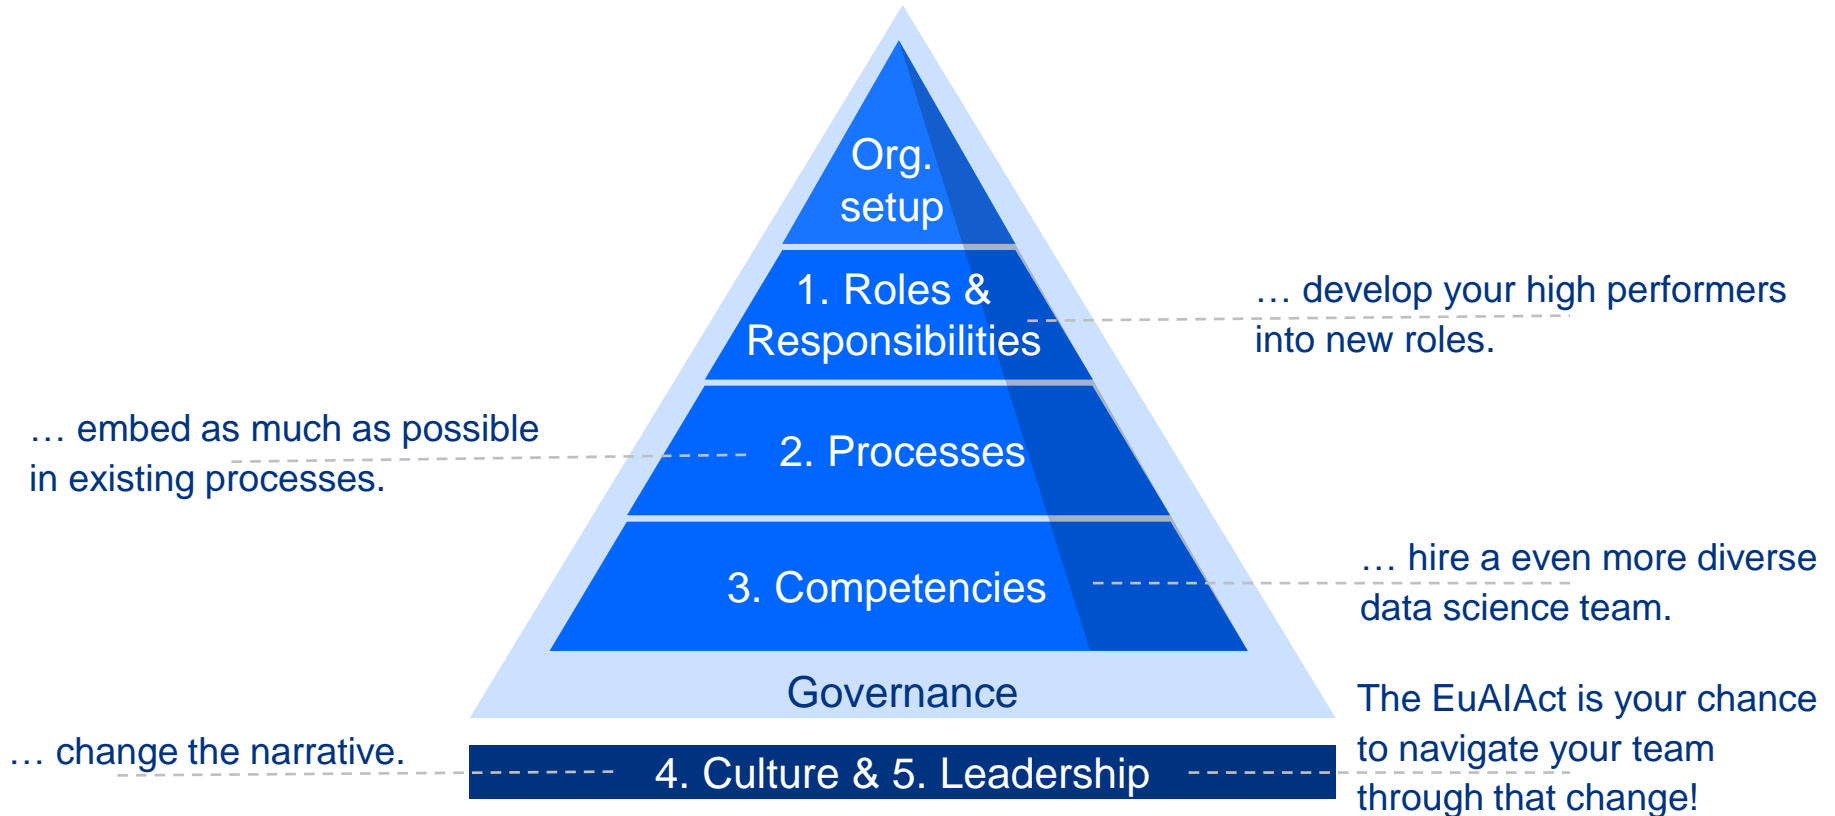 Org.
setup
1. Roles &
Responsibilities
… develop your high performers
into new roles.
… embed as much as possible
in existing processes.
2. Processes
3. Competencies
… hire a even more diverse
data science team.
Governance
… change the narrative.
4. Culture & 5. Leadership
The EuAIAct is your chance
to navigate your team
through that change!